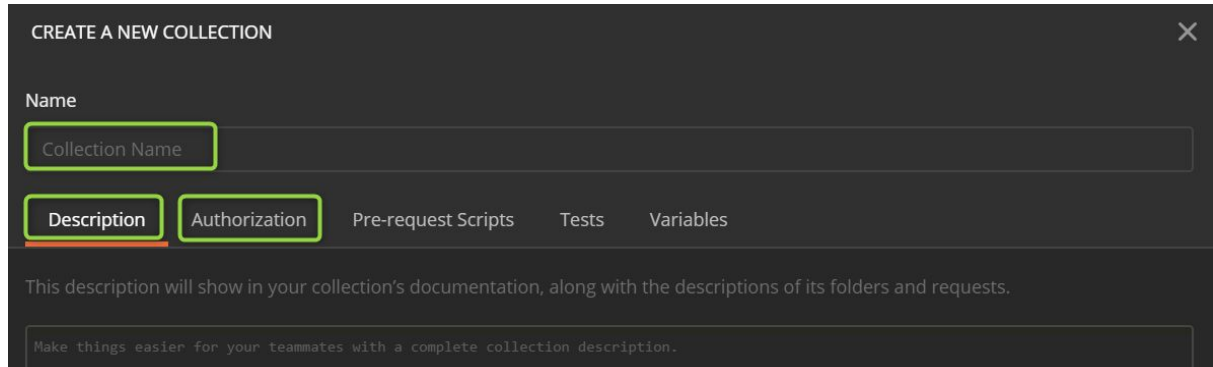 CREATE A NEW COLLECTION
Name
Collection Name
Description Authorization Pre-request Scripts Tests Variables
This description will show in your collection’s documentation, along with the descriptions of its folders and requests.
Make things easier for your teammates with a complete collection description.